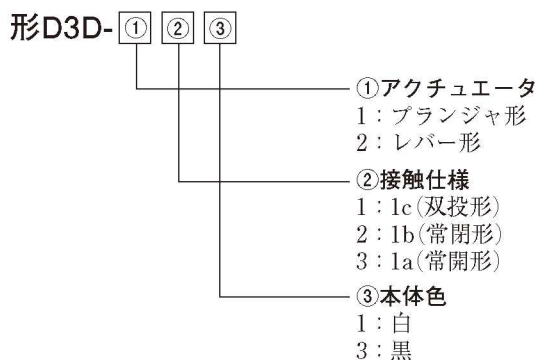 形D3D-①②③
①アクチュエータ
1：プランジャ形
2：レバー形
②接触仕様
1：1c(双投形)
2：1b(常閉形)
3：1a(常開形)
③本体色
1：白
3：黒